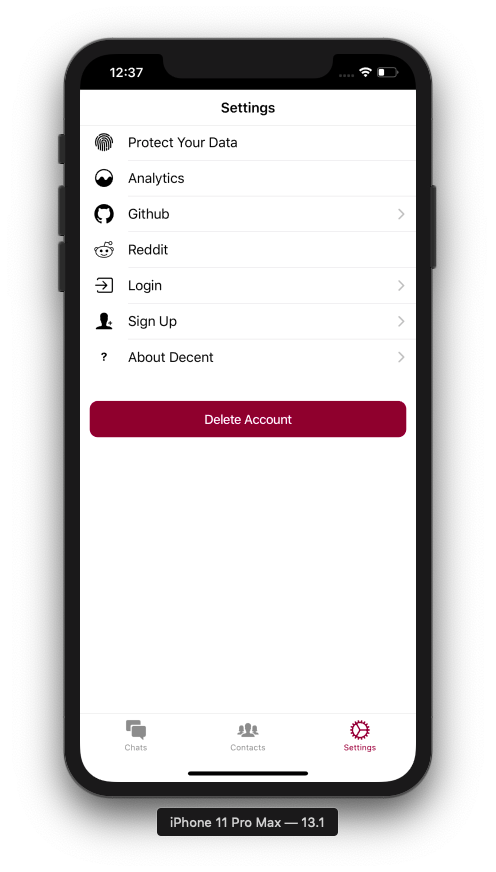 12:37
Settings
Protect Your Data
Analytics
Github
Reddit
Login
Sign Up
? About Decent
Delete Account
Chats Contacts Settings
iPhone 11 Pro Max — 13.1